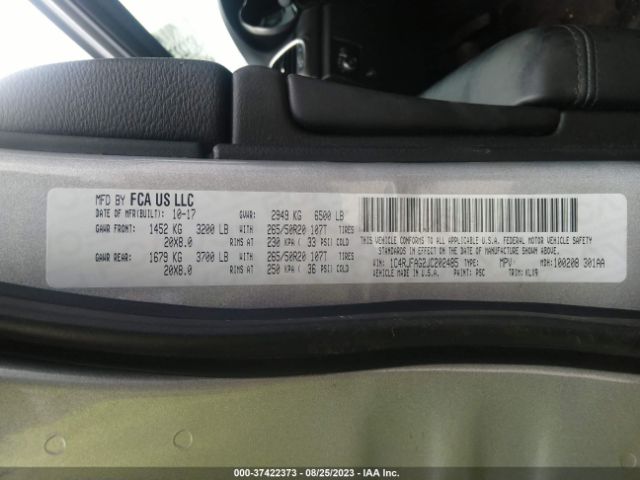 MFD BY FCA US LLC
DATE OF MFR(BUILT): 10-17 GVWR: 2949 KG 6500 LB
GAWR FRONT: 1452 KG 3200 LB WITH 265/50R20 107T TIRES
20X8.0 RIMS AT 230 KPA ( 33 PSI) COLD
GAWR REAR: 1679 KG 3700 LB WITH 265/50R20 107T TIRES
20X8.0 RIMS AT 250 KPA ( 36 PSI) COLD
THIS VEHICLE CONFORMS TO ALL APPLICABLE U.S.A. FEDERAL MOTOR VEHICLE SAFETY
STANDARDS IN EFFECT ON THE DATE OF MANUFACTURE SHOWN ABOVE.
VIN: 1C4RJFAG2JC202485 TYPE: MPV MDH: 100208 301AA
VEHICLE MADE IN U.S.A. PAINT: PSC TRIM: KLX9
000-37422373 - 08/25/2023 - IAA Inc.